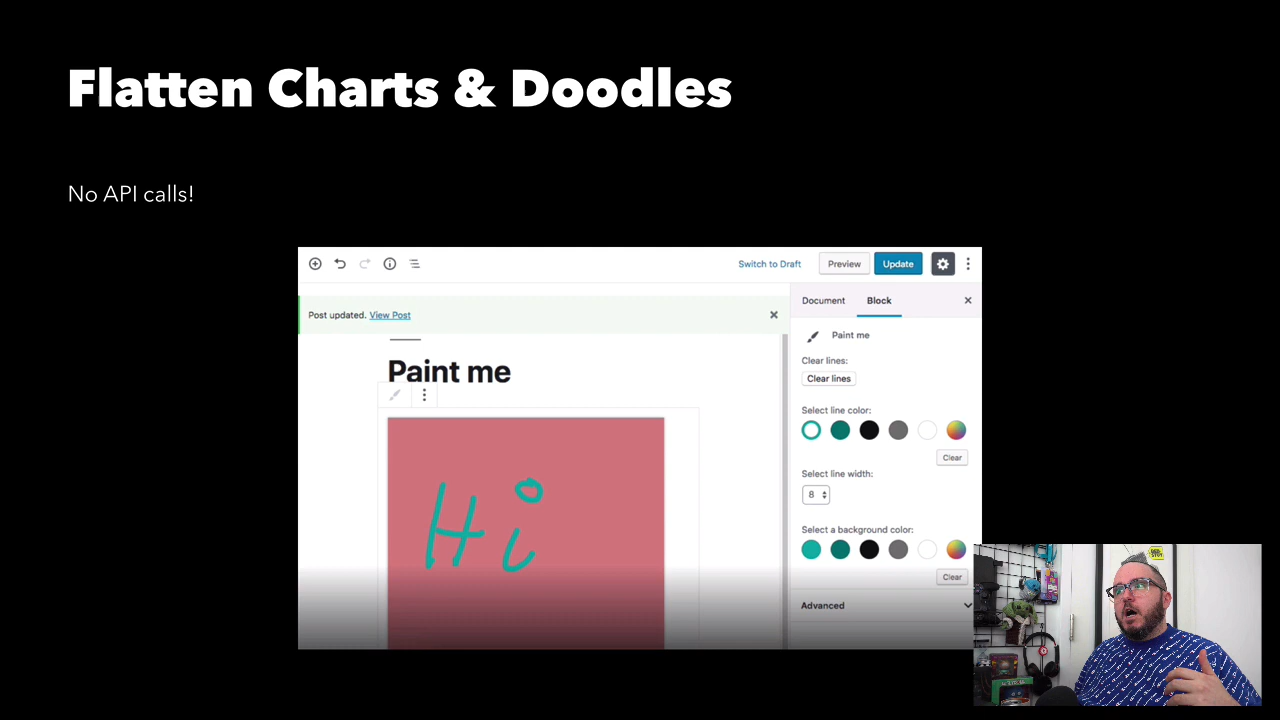 Flatten Charts & Doodles
No API calls!
Switch to Draft
Preview
Update
Post updated. View Post
Document
Block
Paint me
Hi
Paint me
Clear lines:
Clear lines
Select line color:
Clear
Select line width:
8
Select a background color:
Clear
Advanced